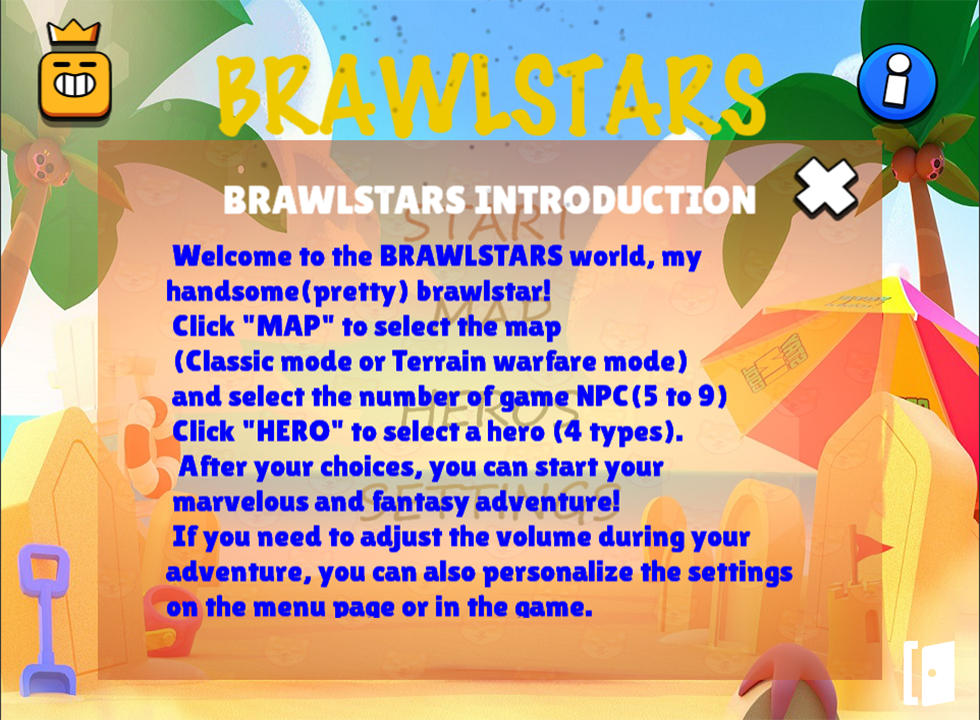 BRAWLSTARS
BRAWLSTARS INTRODUCTION
START
Welcome to the BRAWLSTARS world, my
handsome(pretty) brawlstar!
MAP
Click "MAP" to select the map
(Classic mode or Terrain warfare mode)
and select the number of game NPC(5 to 9)
HEROS
Click "HERO" to select a hero (4 types).
After your choices, you can start your
marvelous and fantasy adventure!
SETTINGS
If you need to adjust the volume during your
adventure, you can also personalize the settings
on the menu page or in the game.